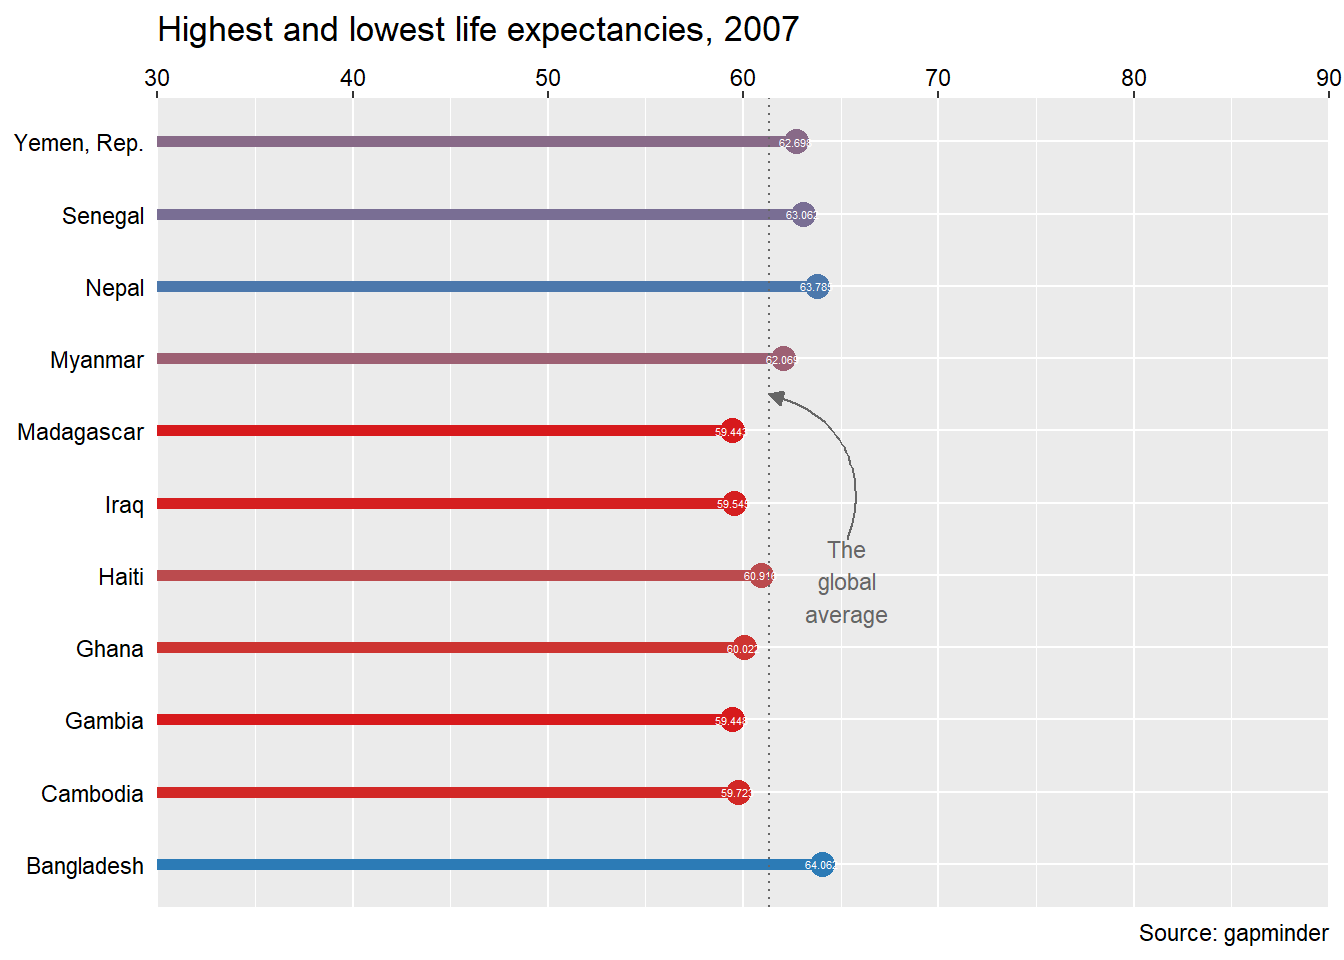 Highest and lowest life expectancies, 2007
30 40 50 60 70 80 90
Yemen, Rep. 62.698
Senegal 63.062
Nepal 63.785
Myanmar 62.069
Madagascar 59.443
Iraq 59.545
Haiti 60.916
The
global
average
Ghana 60.022
Gambia 59.448
Cambodia 59.723
Bangladesh 64.062
Source: gapminder